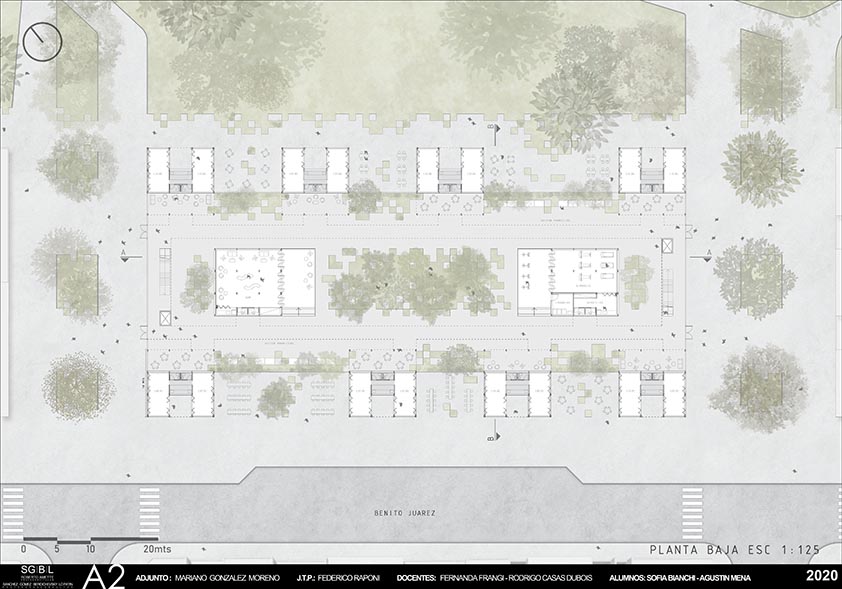 B
A
A
B
BENITO JUAREZ
0 5 10 20mts
PLANTA BAJA ESC 1:125
SGBL
A2
ADJUNTO : MARIANO GONZALEZ MORENO J.T.P.: FEDERICO RAPONI DOCENTES: FERNANDA FRANGI - RODRIGO CASAS DUBOIS ALUMNOS: SOFIA BIANCHI - AGUSTIN MENA
2020